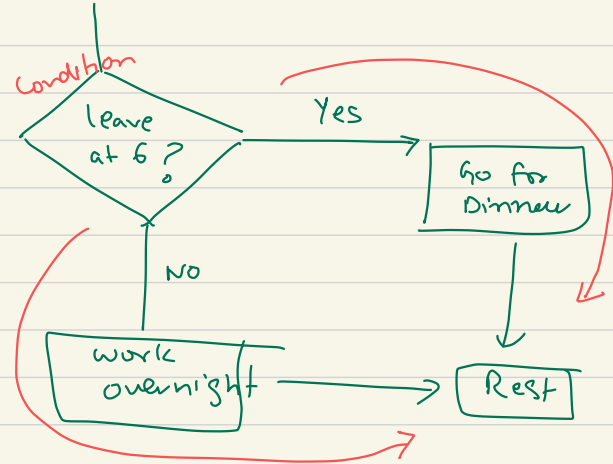 Condition
leave
at 6 ?
Yes
Go for
Dinner
NO
work
overnight
Rest